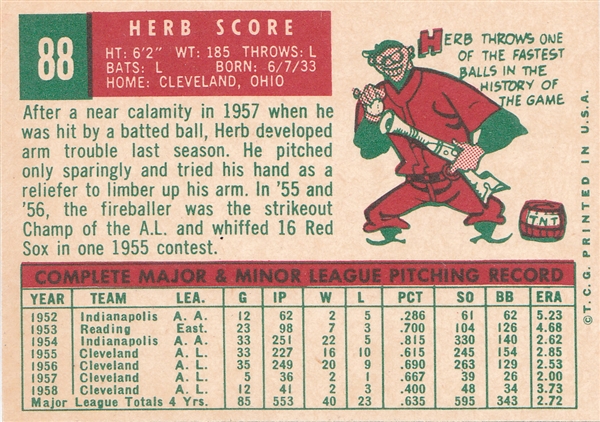 88
HERB SCORE
HT: 6'2" WT: 185 THROWS: L
BATS: L BORN: 6/7/33
HOME: CLEVELAND, OHIO
After a near calamity in 1957 when he
was hit by a batted ball, Herb developed
arm trouble last season. He pitched
only sparingly and tried his hand as a
reliefer to limber up his arm. In '55 and
'56, the fireballer was the strikeout
Champ of the A.L. and whiffed 16 Red
Sox in one 1955 contest.
HERB THROWS
ONE OF THE FASTEST
BALLS IN THE
HISTORY OF
THE GAME
TNT
©T.C.G. PRINTED IN U.S.A.
COMPLETE MAJOR & MINOR LEAGUE PITCHING RECORD
YEAR TEAM LEA. G IP W L PCT SO BB ERA
1952 Indianapolis A. A. 12 62 2 5 .286 61 62 5.23
1953 Reading East. 23 98 7 3 .700 104 126 4.68
1954 Indianapolis A. A. 33 251 22 5 .815 330 140 2.62
1955 Cleveland A. L. 33 227 16 10 .615 245 154 2.85
1956 Cleveland A. L. 35 249 20 9 .690 263 128 2.53
1957 Cleveland A. L. 5 36 2 1 .667 39 26 2.00
1958 Cleveland A. L. 12 41 2 3 .400 48 34 3.73
Major League Totals 4 Yrs. 85 553 40 23 .635 595 343 2.72